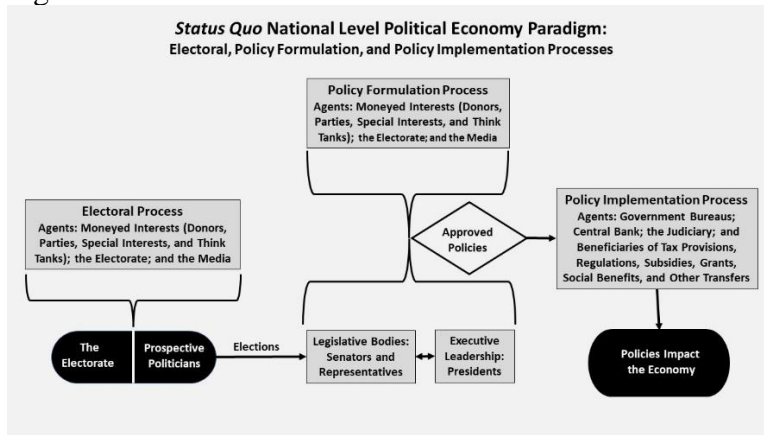 Status Quo National Level Political Economy Paradigm:
Electoral, Policy Formulation, and Policy Implementation Processes
Policy Formulation Process
Agents: Moneyed Interests (Donors,
Parties, Special Interests, and Think
Tanks); the Electorate; and the Media
Electoral Process
Agents: Moneyed Interests (Donors,
Parties, Special Interests, and Think
Tanks); the Electorate; and the Media
Approved
Policies
Policy Implementation Process
Agents: Government Bureaus;
Central Bank; the Judiciary; and
Beneficiaries of Tax Provisions,
Regulations, Subsidies, Grants,
Social Benefits, and Other Transfers
The
Electorate
Prospective
Politicians
Elections
Legislative Bodies:
Senators and
Representatives
Executive
Leadership:
Presidents
Policies Impact
the Economy